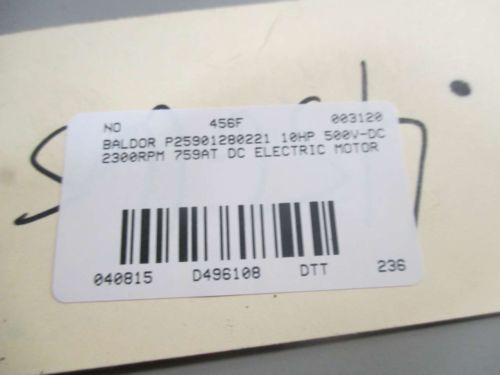 NO 456F 003120
BALDOR P25901280221 10HP 500V-DC
2300RPM 759AT DC ELECTRIC MOTOR
040815 D496108 DTT 236